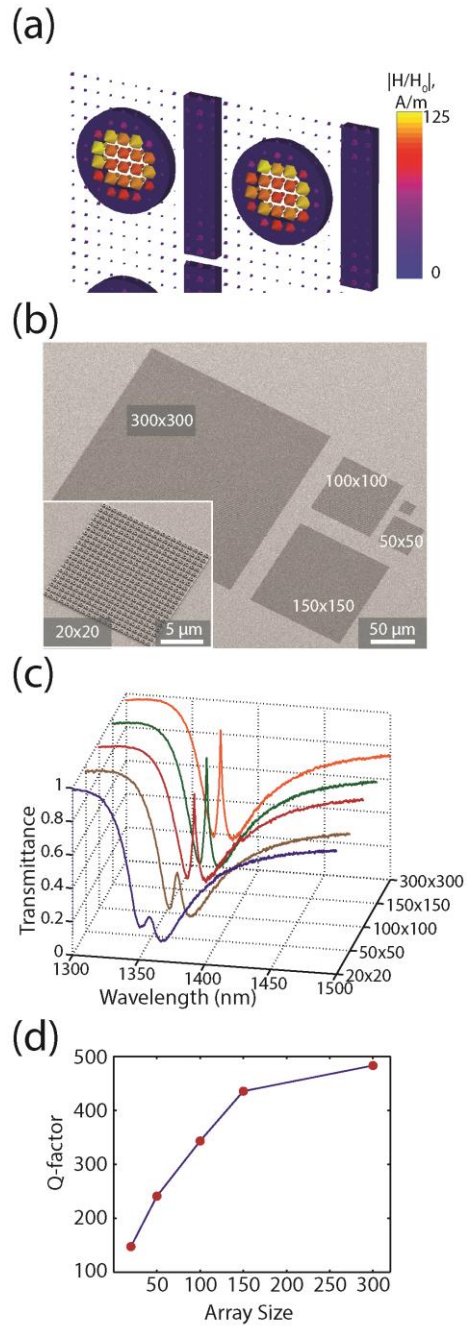 (a)
|H/H₀|,
A/m
125
0
(b)
300x300
100x100
50x50
150x150
20x20
5 μm
50 μm
(c)
1
0.8
0.6
0.4
0.2
0
Transmittance
1300
1350
1400
1450
1500
Wavelength (nm)
300x300
150x150
100x100
50x50
20x20
(d)
500
400
300
200
100
Q-factor
50 100 150 200 250 300
Array Size